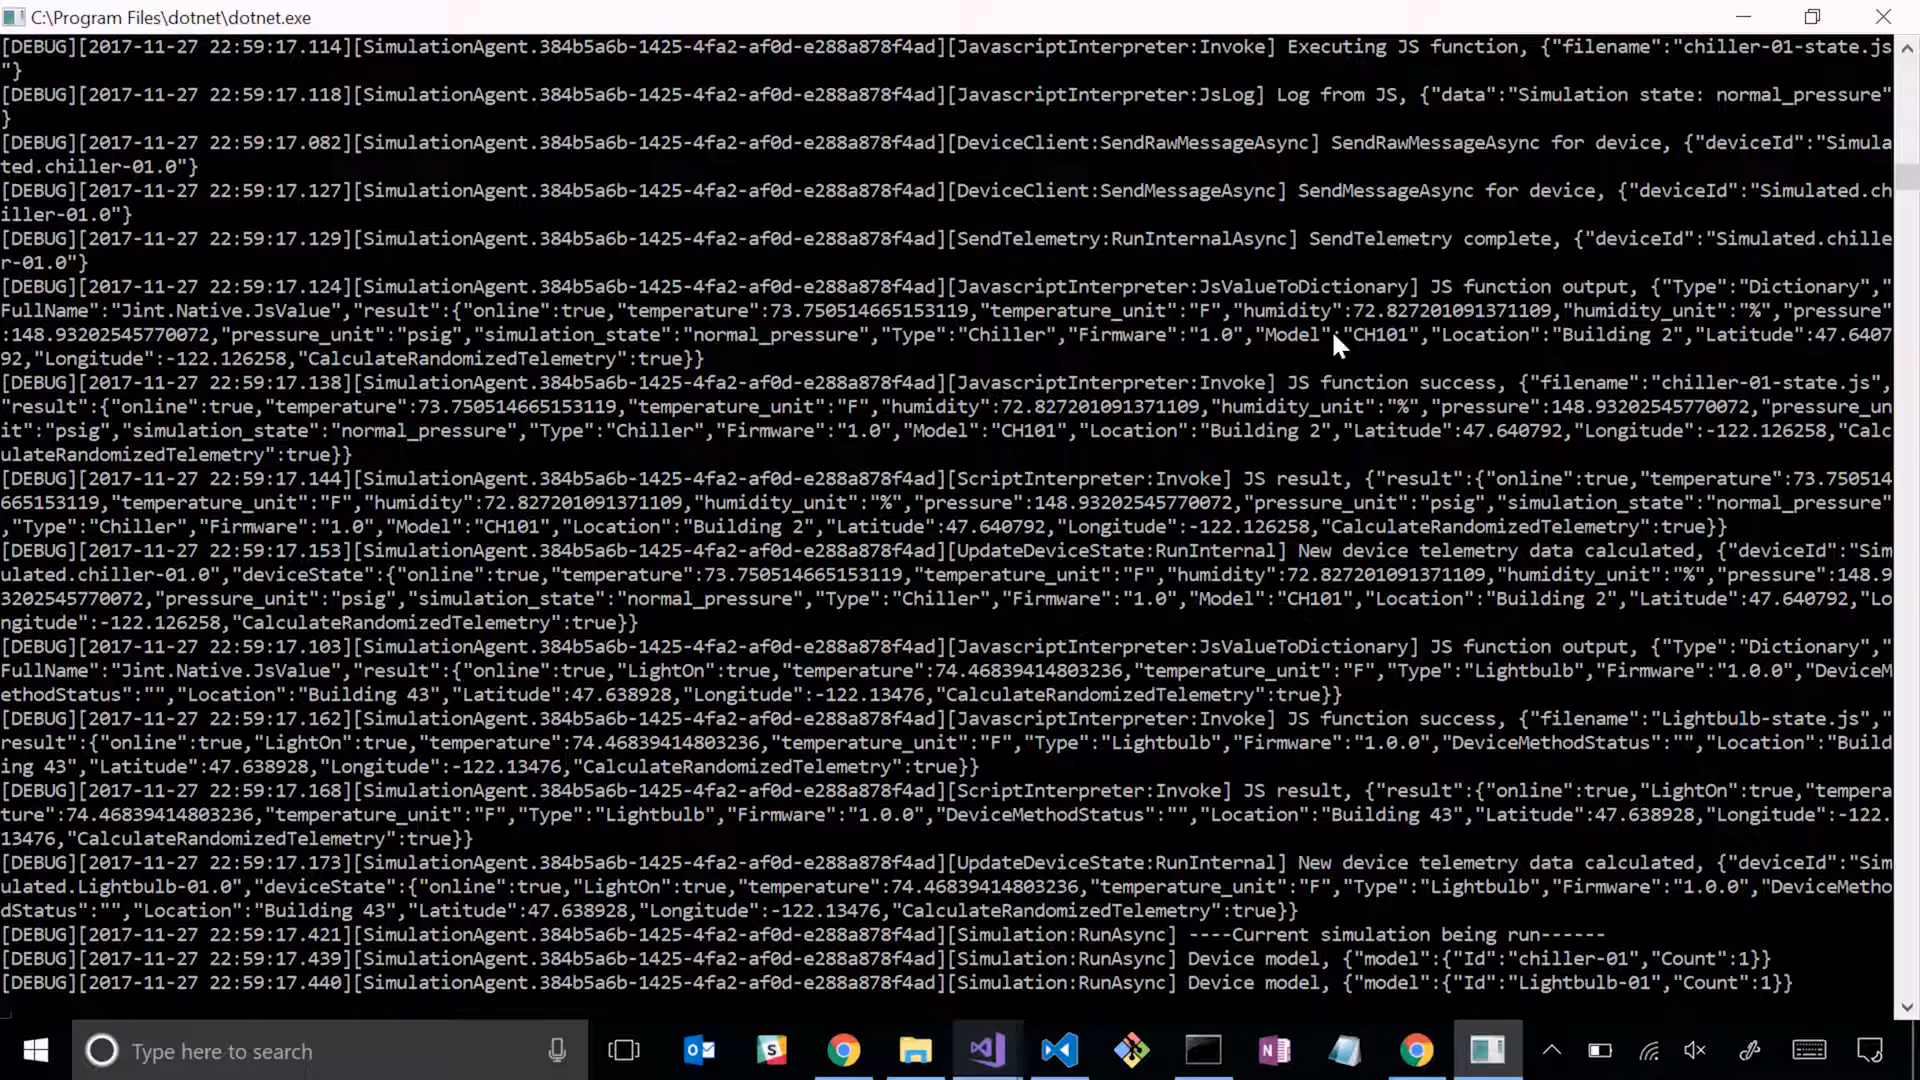 C:\Program Files\dotnet\dotnet.exe
[DEBUG][2017-11-27 22:59:17.114][SimulationAgent.384b5a6b-1425-4fa2-af0d-e288a878f4ad][JavascriptInterpreter:Invoke] Executing JS function, {"filename":"chiller-01-state.js
"}
[DEBUG][2017-11-27 22:59:17.118][SimulationAgent.384b5a6b-1425-4fa2-af0d-e288a878f4ad][JavascriptInterpreter:JsLog] Log from JS, {"data":"Simulation state: normal_pressure"
}
[DEBUG][2017-11-27 22:59:17.082][SimulationAgent.384b5a6b-1425-4fa2-af0d-e288a878f4ad][DeviceClient:SendRawMessageAsync] SendRawMessageAsync for device, {"deviceId":"Simula
ted.chiller-01.0"}
[DEBUG][2017-11-27 22:59:17.127][SimulationAgent.384b5a6b-1425-4fa2-af0d-e288a878f4ad][DeviceClient:SendMessageAsync] SendMessageAsync for device, {"deviceId":"Simulated.ch
iller-01.0"}
[DEBUG][2017-11-27 22:59:17.129][SimulationAgent.384b5a6b-1425-4fa2-af0d-e288a878f4ad][SendTelemetry:RunInternalAsync] SendTelemetry complete, {"deviceId":"Simulated.chille
r-01.0"}
[DEBUG][2017-11-27 22:59:17.124][SimulationAgent.384b5a6b-1425-4fa2-af0d-e288a878f4ad][JavascriptInterpreter:JsValueToDictionary] JS function output, {"Type":"Dictionary","
FullName":"Jint.Native.JsValue","result":{"online":true,"temperature":73.750514665153119,"temperature_unit":"F","humidity":72.827201091371109,"humidity_unit":"%","pressure"
:148.93202545770072,"pressure_unit":"psig","simulation_state":"normal_pressure","Type":"Chiller","Firmware":"1.0","Model":"CH101","Location":"Building 2","Latitude":47.6407
92,"Longitude":-122.126258,"CalculateRandomizedTelemetry":true}}
[DEBUG][2017-11-27 22:59:17.138][SimulationAgent.384b5a6b-1425-4fa2-af0d-e288a878f4ad][JavascriptInterpreter:Invoke] JS function success, {"filename":"chiller-01-state.js",
"result":{"online":true,"temperature":73.750514665153119,"temperature_unit":"F","humidity":72.827201091371109,"humidity_unit":"%","pressure":148.93202545770072,"pressure_un
it":"psig","simulation_state":"normal_pressure","Type":"Chiller","Firmware":"1.0","Model":"CH101","Location":"Building 2","Latitude":47.640792,"Longitude":-122.126258,"Calc
ulateRandomizedTelemetry":true}}
[DEBUG][2017-11-27 22:59:17.144][SimulationAgent.384b5a6b-1425-4fa2-af0d-e288a878f4ad][ScriptInterpreter:Invoke] JS result, {"result":{"online":true,"temperature":73.750514
665153119,"temperature_unit":"F","humidity":72.827201091371109,"humidity_unit":"%","pressure":148.93202545770072,"pressure_unit":"psig","simulation_state":"normal_pressure"
,"Type":"Chiller","Firmware":"1.0","Model":"CH101","Location":"Building 2","Latitude":47.640792,"Longitude":-122.126258,"CalculateRandomizedTelemetry":true}}
[DEBUG][2017-11-27 22:59:17.153][SimulationAgent.384b5a6b-1425-4fa2-af0d-e288a878f4ad][UpdateDeviceState:RunInternal] New device telemetry data calculated, {"deviceId":"Sim
ulated.chiller-01.0","deviceState":{"online":true,"temperature":73.750514665153119,"temperature_unit":"F","humidity":72.827201091371109,"humidity_unit":"%","pressure":148.9
3202545770072,"pressure_unit":"psig","simulation_state":"normal_pressure","Type":"Chiller","Firmware":"1.0","Model":"CH101","Location":"Building 2","Latitude":47.640792,"Lo
ngitude":-122.126258,"CalculateRandomizedTelemetry":true}}
[DEBUG][2017-11-27 22:59:17.103][SimulationAgent.384b5a6b-1425-4fa2-af0d-e288a878f4ad][JavascriptInterpreter:JsValueToDictionary] JS function output, {"Type":"Dictionary","
FullName":"Jint.Native.JsValue","result":{"online":true,"LightOn":true,"temperature":74.46839414803236,"temperature_unit":"F","Type":"Lightbulb","Firmware":"1.0.0","DeviceM
ethodStatus":"","Location":"Building 43","Latitude":47.638928,"Longitude":-122.13476,"CalculateRandomizedTelemetry":true}}
[DEBUG][2017-11-27 22:59:17.162][SimulationAgent.384b5a6b-1425-4fa2-af0d-e288a878f4ad][JavascriptInterpreter:Invoke] JS function success, {"filename":"Lightbulb-state.js","
result":{"online":true,"LightOn":true,"temperature":74.46839414803236,"temperature_unit":"F","Type":"Lightbulb","Firmware":"1.0.0","DeviceMethodStatus":"","Location":"Build
ing 43","Latitude":47.638928,"Longitude":-122.13476,"CalculateRandomizedTelemetry":true}}
[DEBUG][2017-11-27 22:59:17.168][SimulationAgent.384b5a6b-1425-4fa2-af0d-e288a878f4ad][ScriptInterpreter:Invoke] JS result, {"result":{"online":true,"LightOn":true,"tempera
ture":74.46839414803236,"temperature_unit":"F","Type":"Lightbulb","Firmware":"1.0.0","DeviceMethodStatus":"","Location":"Building 43","Latitude":47.638928,"Longitude":-122.
13476,"CalculateRandomizedTelemetry":true}}
[DEBUG][2017-11-27 22:59:17.173][SimulationAgent.384b5a6b-1425-4fa2-af0d-e288a878f4ad][UpdateDeviceState:RunInternal] New device telemetry data calculated, {"deviceId":"Sim
ulated.Lightbulb-01.0","deviceState":{"online":true,"LightOn":true,"temperature":74.46839414803236,"temperature_unit":"F","Type":"Lightbulb","Firmware":"1.0.0","DeviceMetho
dStatus":"","Location":"Building 43","Latitude":47.638928,"Longitude":-122.13476,"CalculateRandomizedTelemetry":true}}
[DEBUG][2017-11-27 22:59:17.421][SimulationAgent.384b5a6b-1425-4fa2-af0d-e288a878f4ad][Simulation:RunAsync] ----Current simulation being run------
[DEBUG][2017-11-27 22:59:17.439][SimulationAgent.384b5a6b-1425-4fa2-af0d-e288a878f4ad][Simulation:RunAsync] Device model, {"model":{"Id":"chiller-01","Count":1}}
[DEBUG][2017-11-27 22:59:17.440][SimulationAgent.384b5a6b-1425-4fa2-af0d-e288a878f4ad][Simulation:RunAsync] Device model, {"model":{"Id":"Lightbulb-01","Count":1}}
Type here to search